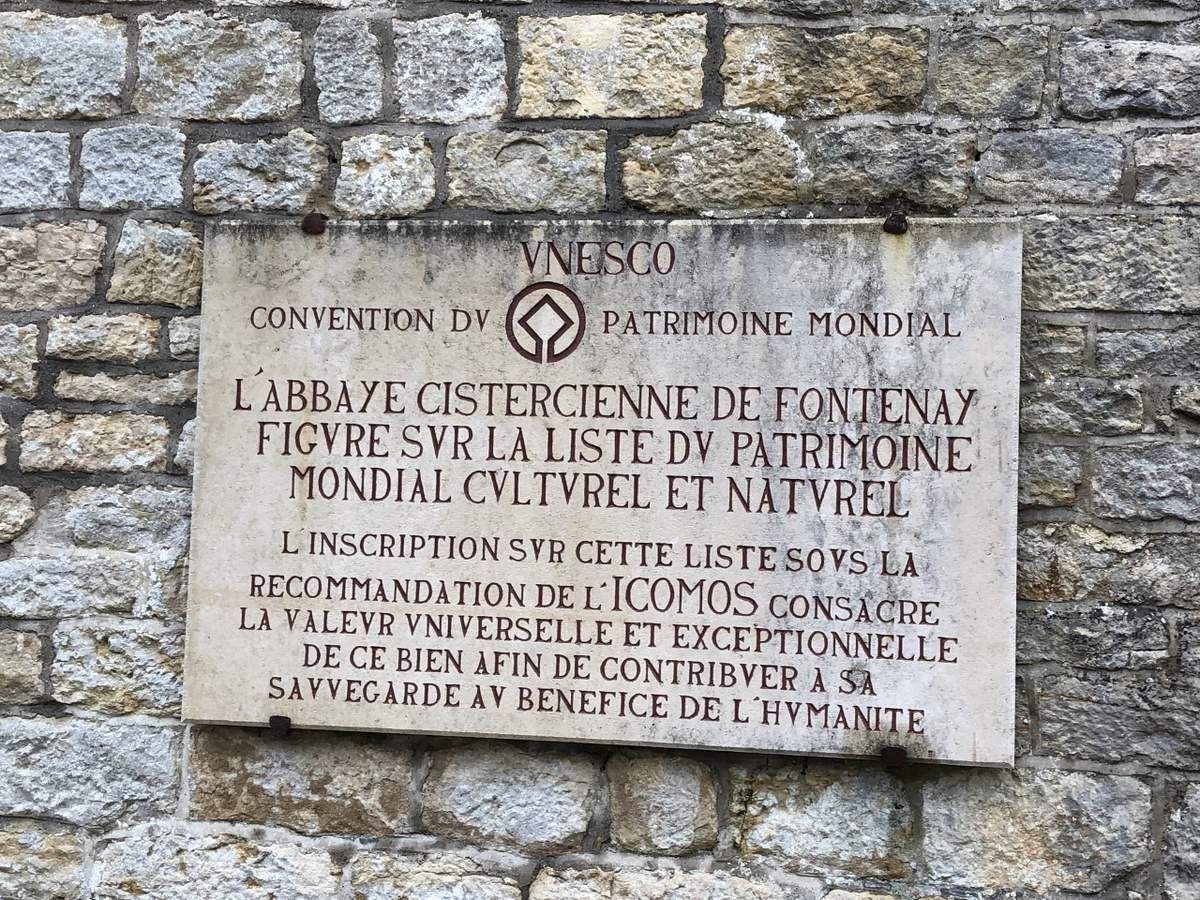 VNESCO
CONVENTION DV PATRIMOINE MONDIAL
L'ABBAYE CISTERCIENNE DE FONTENAY
FIGVRE SVR LA LISTE DV PATRIMOINE
MONDIAL CVLTVREL ET NATVREL
L'INSCRIPTION SVR CETTE LISTE SOVS LA
RECOMMANDATION DE L'ICOMOS CONSACRE
LA VALEVR VNIVERSELLE ET EXCEPTIONNELLE
DE CE BIEN AFIN DE CONTRIBVER A SA
SAVVEGARDE AV BENEFICE DE L'HVMANITE